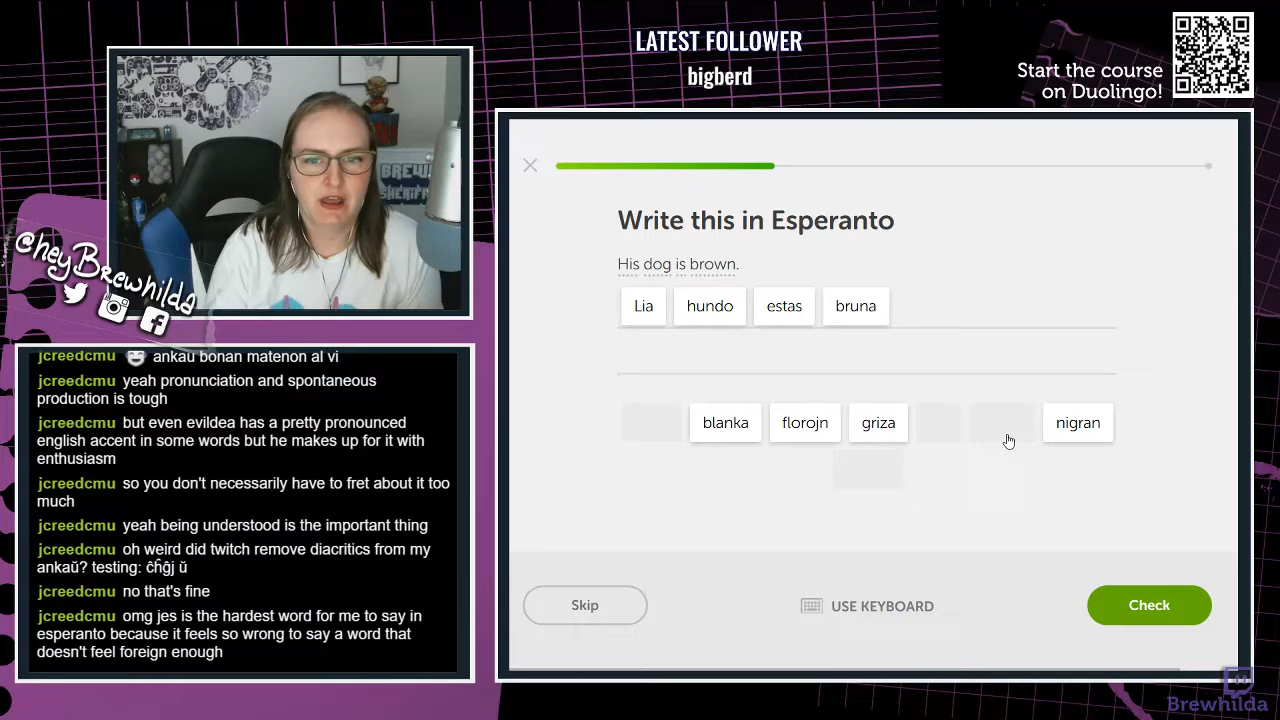 LATEST FOLLOWER
bigberd
Start the course
on Duolingo!
@heyBrewhilda
BREW
SHERIFF
Write this in Esperanto
His dog is brown.
Lia hundo estas bruna
blanka florojn griza nigran
Skip
USE KEYBOARD
Check
jcreedcmu ankau bonan matenon al vi
jcreedcmu yeah pronunciation and spontaneous
production is tough
jcreedcmu but even evildea has a pretty pronounced
english accent in some words but he makes up for it with
enthusiasm
jcreedcmu so you don't necessarily have to fret about it too
much
jcreedcmu yeah being understood is the important thing
jcreedcmu oh weird did twitch remove diacritics from my
ankaŭ? testing: ĉĥĝj ŭ
jcreedcmu no that's fine
jcreedcmu omg jes is the hardest word for me to say in
esperanto because it feels so wrong to say a word that
doesn't feel foreign enough
Brewhilda